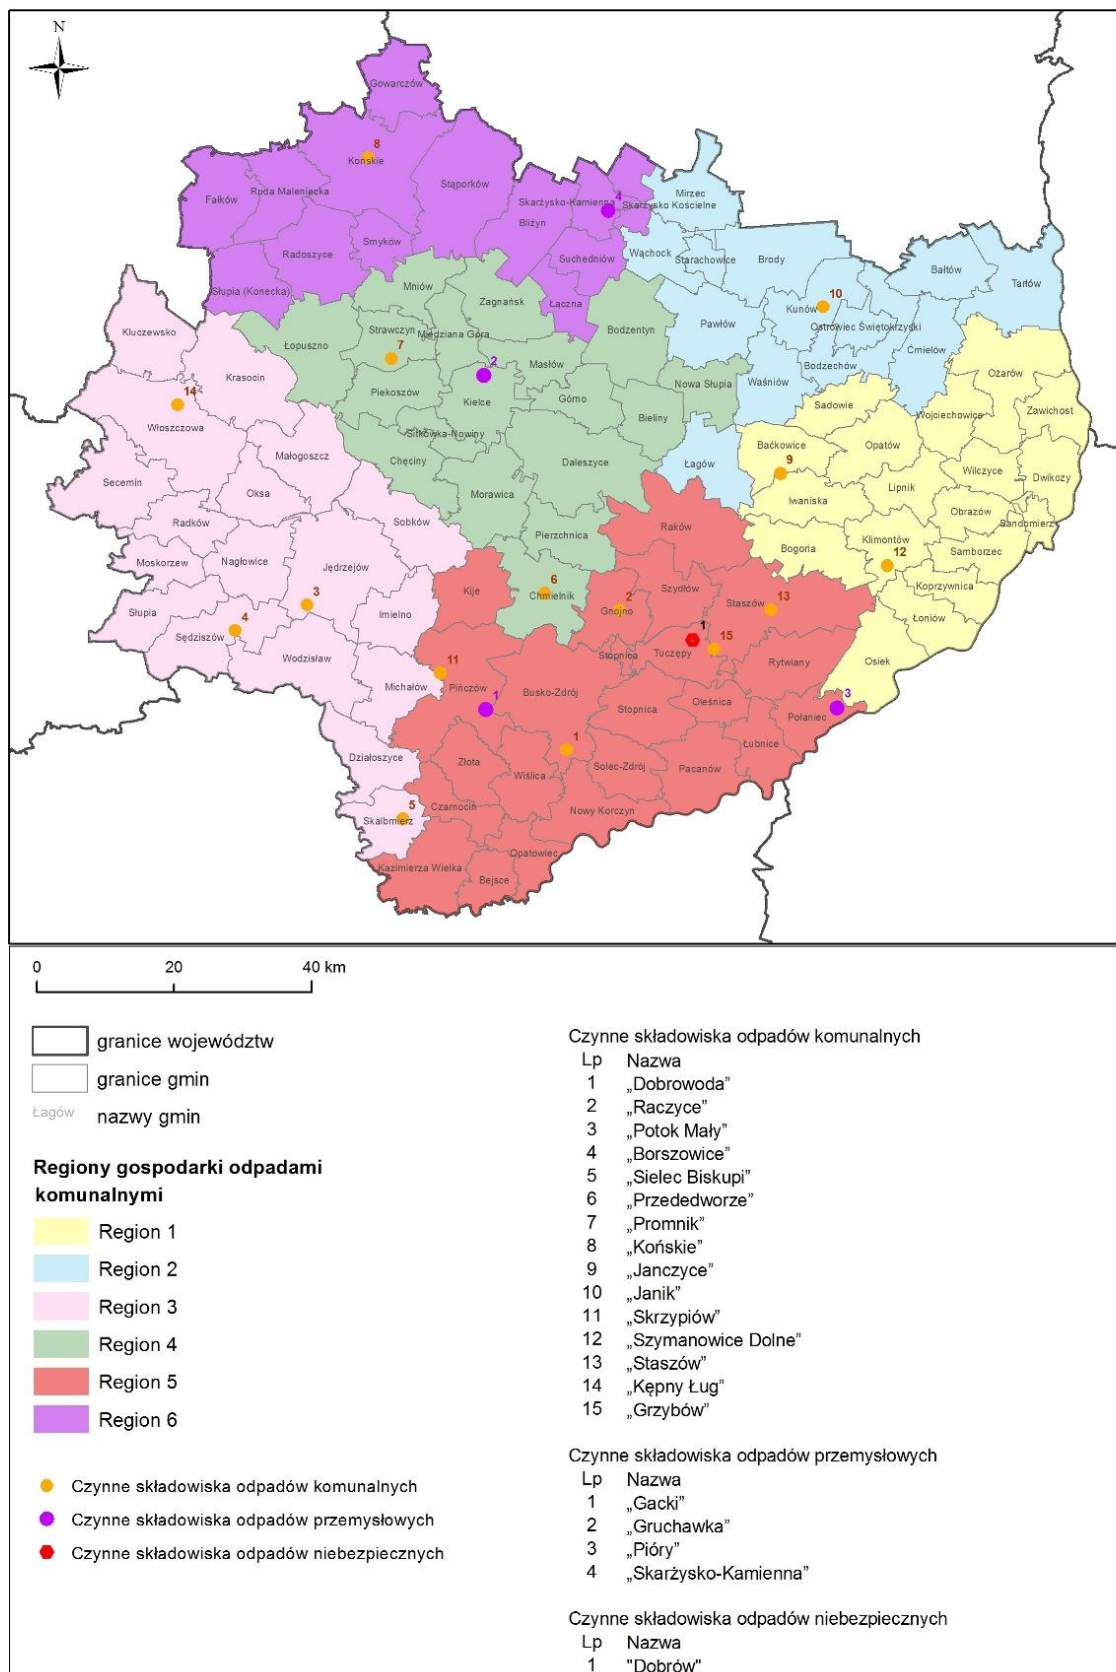 N
Gowarczów
8
Końskie
Stąporków
Fałków
Ruda Maleniecka
Skarżysko-Kamienna
4
Mirzec
Skarżysko Kościelne
Bliżyn
Smyków
Radoszyce
Suchedniów
Wąchock
Starachowice
Brody
Bałtów
Tarłów
Słupia (Konecka)
Mniów
Zagnańsk
Łączna
10
Kunów
Ostrowiec Świętokrzyski
Kluczewsko
Łopuszno
Strawczyn
Miedziana Góra
Bodzentyn
Pawłów
7
Masłów
Bodzechów
Ćmielów
2
Krasocin
Ożarów
14
Piekoszów
Kielce
Górno
Nowa Słupia
Waśniów
Sadowie
Wojciechowice
Zawichost
Włoszczowa
Bieliny
Sitkówka-Nowiny
Baćkowice
Opatów
Małogoszcz
Chęciny
Daleszyce
Łagów
9
Wilczyce
Dwikozy
Secemin
Oksa
Morawica
Iwaniska
Lipnik
Obrazów
Radków
Sobków
Raków
Sandomierz
Pierzchnica
Klimontów
Bogoria
12
Samborzec
Moskorzew
Nagłowice
Jędrzejów
Koprzywnica
6
Kije
Chmielnik
Szydłów
3
2
Gnojno
Staszów
13
Słupia
4
Imielno
Łoniów
Sędziszów
1
15
Stopnica
Tuczępy
Wodzisław
Rytwiany
Osiek
11
Michałów
Pińczów
Busko-Zdrój
1
Stopnica
Oleśnica
3
Połaniec
1
Łubnice
Działoszyce
Złota
Wiślica
Solec-Zdrój
Pacanów
5
Czarnocin
Skalbmierz
Nowy Korczyn
Opatowiec
Kazimierza Wielka
Bejsce
0 20 40 km
granice województw
granice gmin
Łagów nazwy gmin
Regiony gospodarki odpadami
komunalnymi
Region 1
Region 2
Region 3
Region 4
Region 5
Region 6
Czynne składowiska odpadów komunalnych
Czynne składowiska odpadów przemysłowych
Czynne składowiska odpadów niebezpiecznych
Czynne składowiska odpadów komunalnych
Lp Nazwa
1 „Dobrowoda”
2 „Raczyce”
3 „Potok Mały”
4 „Borszowice”
5 „Sielec Biskupi”
6 „Przededworze”
7 „Promnik”
8 „Końskie”
9 „Janczyce”
10 „Janik”
11 „Skrzypiów”
12 „Szymanowice Dolne”
13 „Staszów”
14 „Kępny Ług”
15 „Grzybów”
Czynne składowiska odpadów przemysłowych
Lp Nazwa
1 „Gacki”
2 „Gruchawka”
3 „Pióry”
4 „Skarżysko-Kamienna”
Czynne składowiska odpadów niebezpiecznych
Lp Nazwa
1 "Dobrów"